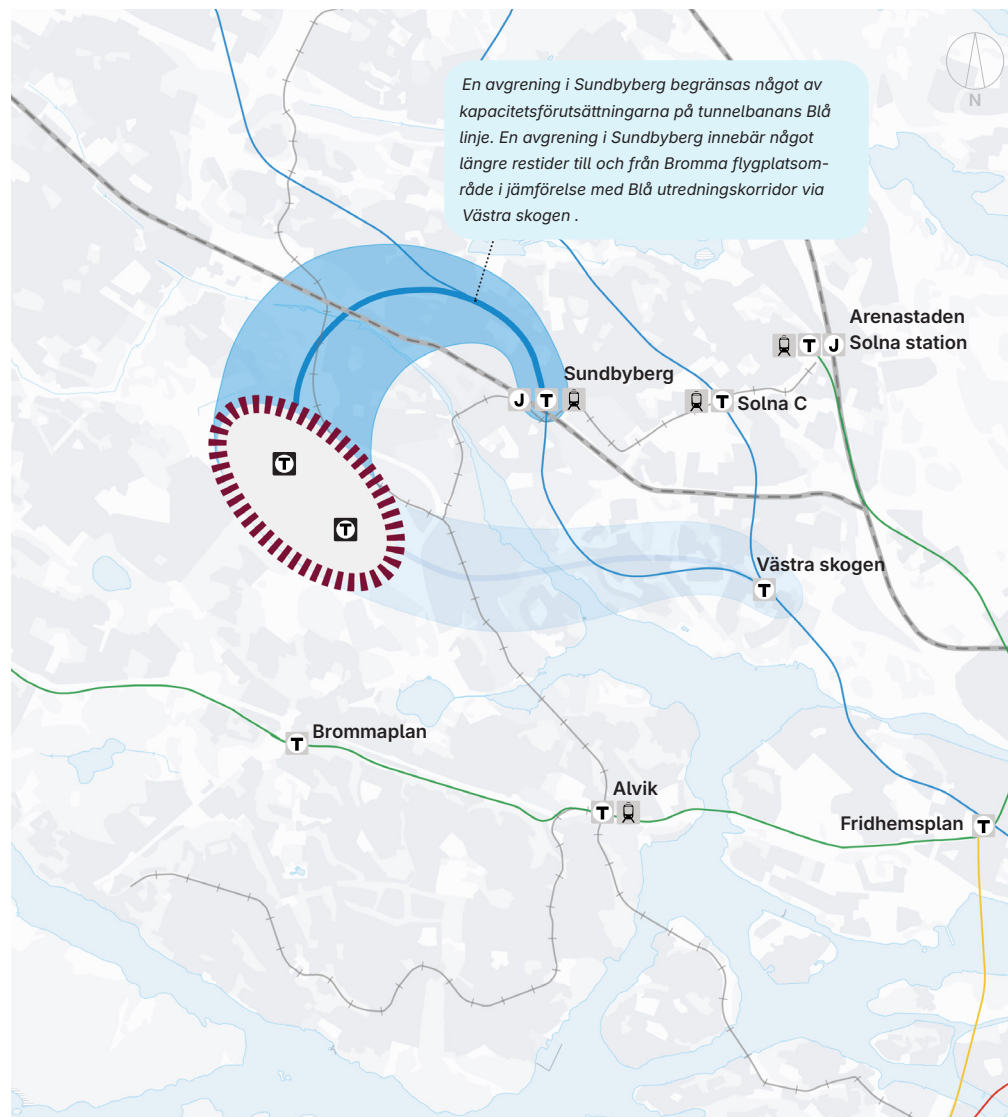 En avgrening i Sundbyberg begränsas något av
kapacitetsförutsättningarna på tunnelbanans Blå
linje. En avgrening i Sundbyberg innebär något
längre restider till och från Bromma flygplatsom-
råde i jämförelse med Blå utredningskorridor via
Västra skogen .
N
Arenastaden
Solna station
T J
Sundbyberg
J T
T Solna C
T
T
Västra skogen
T
Brommaplan
T
Alvik
T
Fridhemsplan T